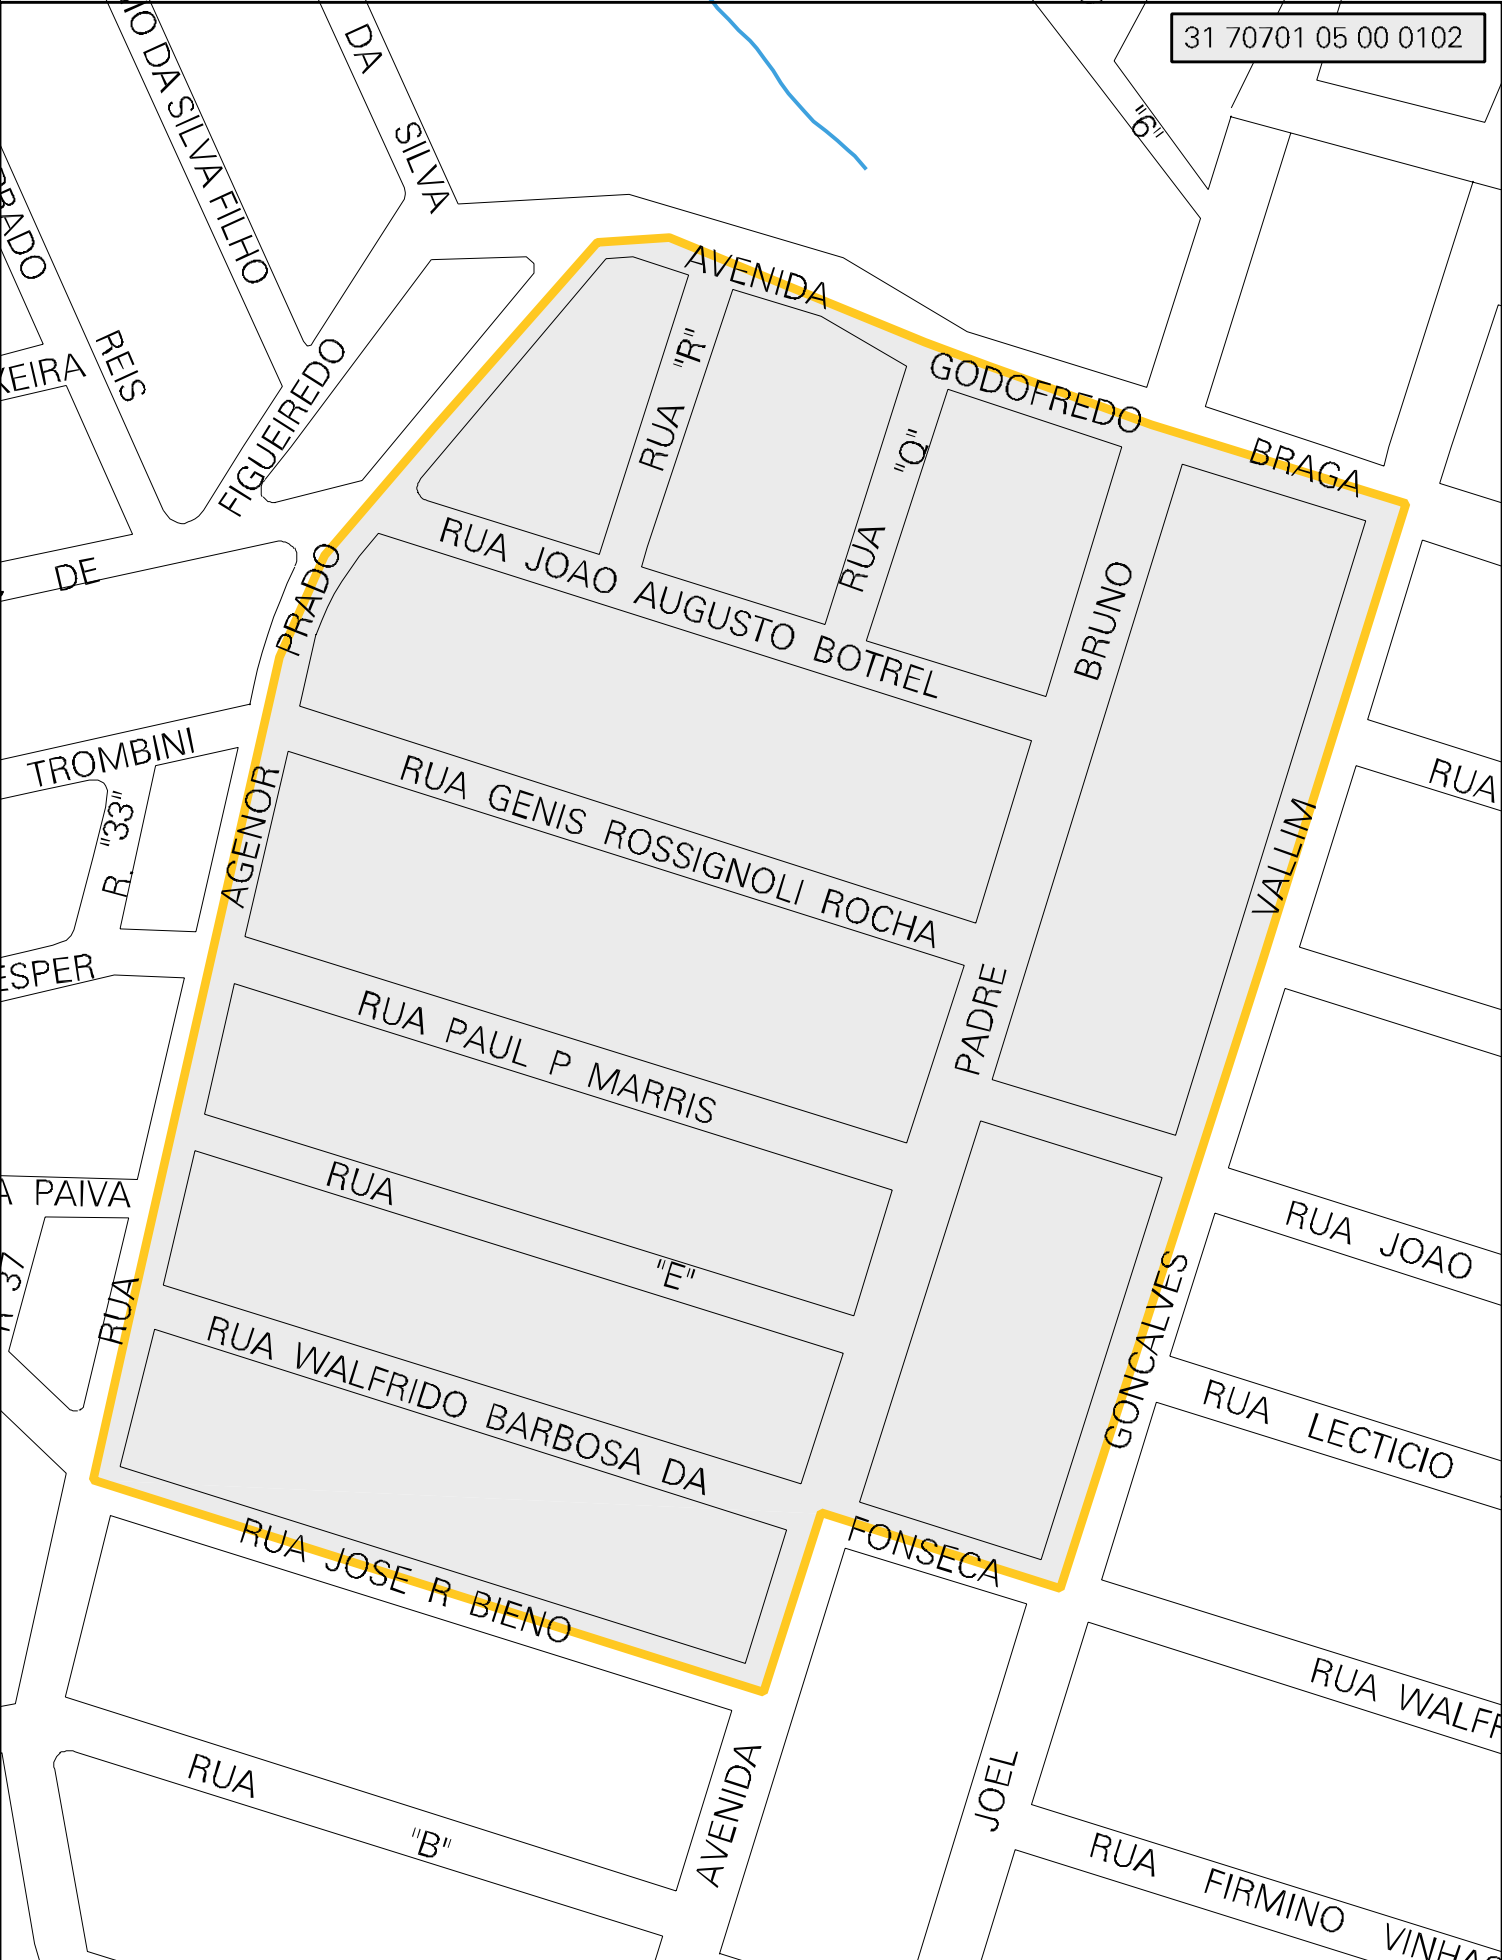 31 70701 05 00 0102
DA SILVA FILHO
DA SILVA
"6"
REIS
FIGUEIREDO
DE
TROMBINI
R. "33"
PAIVA
37
AVENIDA GODOFREDO BRAGA
RUA "R"
RUA "Q"
RUA JOAO AUGUSTO BOTREL
RUA GENIS ROSSIGNOLI ROCHA
RUA PAUL P MARRIS
RUA "E"
RUA WALFRIDO BARBOSA DA FONSECA
RUA JOSE R BIENO
RUA "B"
RUA AGENOR PRADO
AVENIDA PADRE BRUNO
JOEL GONCALVES VALLIM
RUA
RUA JOAO
RUA LECTICIO
RUA WALF
RUA FIRMINO VINHA